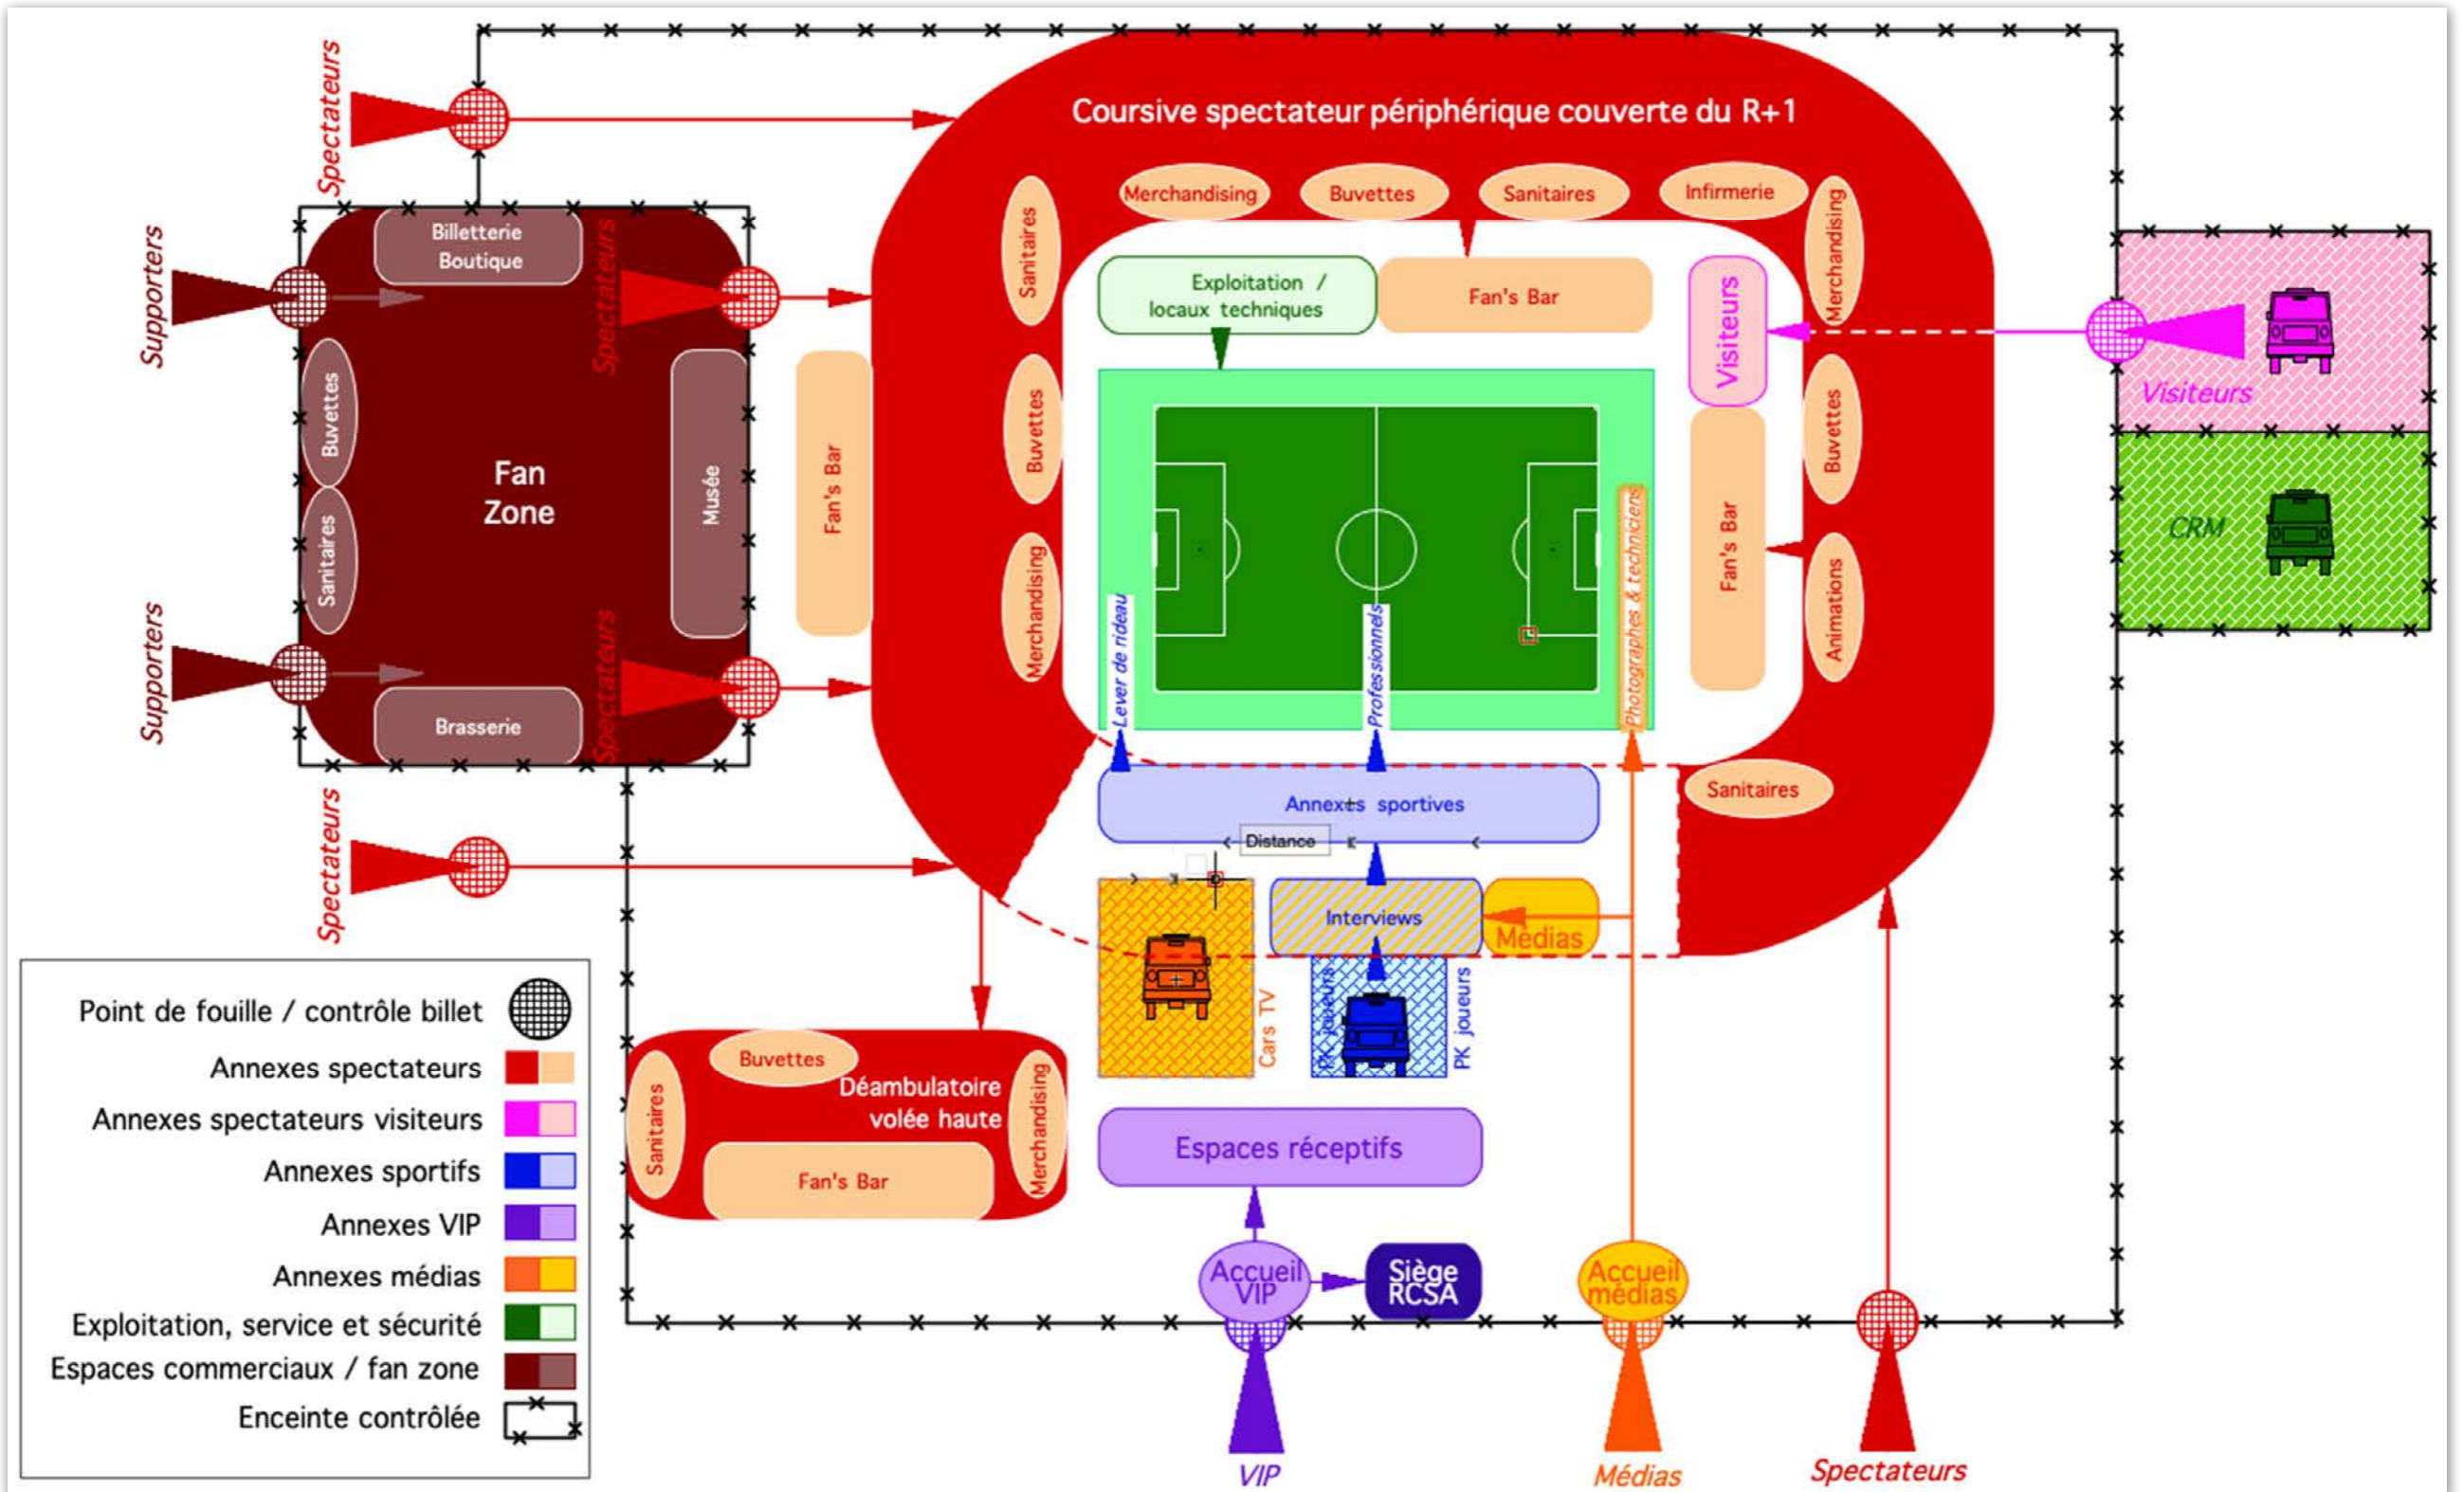 Coursive spectateur périphérique couverte du R+1
Spectateurs
Merchandising
Buvettes
Sanitaires
Infirmerie
Sanitaires
Merchandising
Supporters
Billetterie
Boutique
Spectateurs
Exploitation /
locaux techniques
Fan's Bar
Visiteurs
Visiteurs
Buvettes
Fan
Zone
Musée
Fan's Bar
Buvettes
Photographes & techniciens
Fan's Bar
Buvettes
CRM
Sanitaires
Merchandising
Lever de rideau
Professionnels
Animations
Supporters
Brasserie
Spectateurs
Spectateurs
Annexes sportives
Sanitaires
Distance
Interviews
Médias
Cars TV
PK joueurs
PK joueurs
Buvettes
Sanitaires
Déambulatoire
volée haute
Merchandising
Fan's Bar
Espaces réceptifs
Accueil
VIP
Siège
RCSA
Accueil
médias
VIP
Médias
Spectateurs
Point de fouille / contrôle billet
Annexes spectateurs
Annexes spectateurs visiteurs
Annexes sportifs
Annexes VIP
Annexes médias
Exploitation, service et sécurité
Espaces commerciaux / fan zone
Enceinte contrôlée